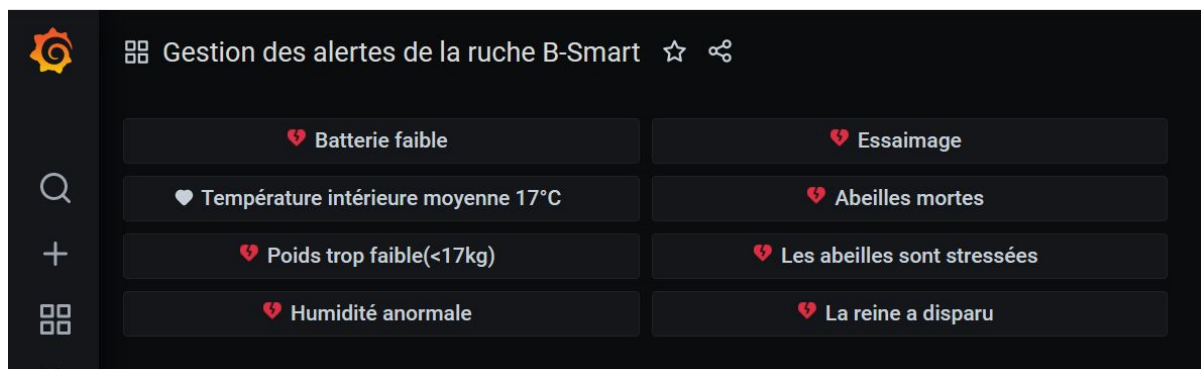 Gestion des alertes de la ruche B-Smart
Batterie faible
Essaimage
Température intérieure moyenne 17°C
Abeilles mortes
Poids trop faible(<17kg)
Les abeilles sont stressées
Humidité anormale
La reine a disparu